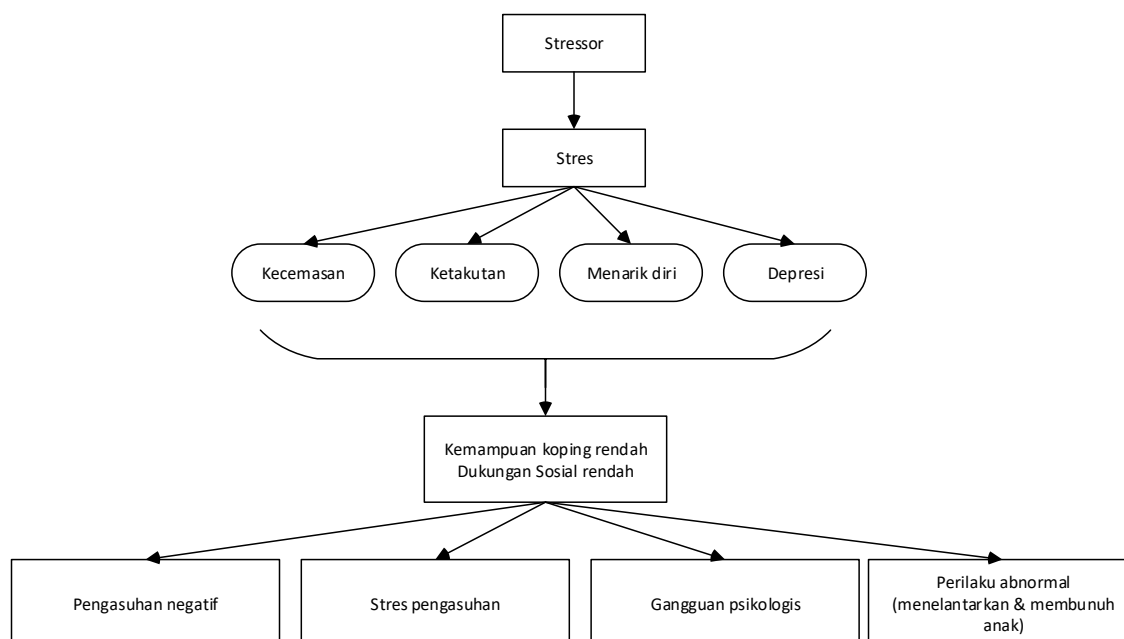 Stressor
Stres
Kecemasan
Ketakutan
Menarik diri
Depresi
Kemampuan koping rendah
Dukungan Sosial rendah
Pengasuhan negatif
Stres pengasuhan
Gangguan psikologis
Perilaku abnormal
(menelantarkan & membunuh
anak)